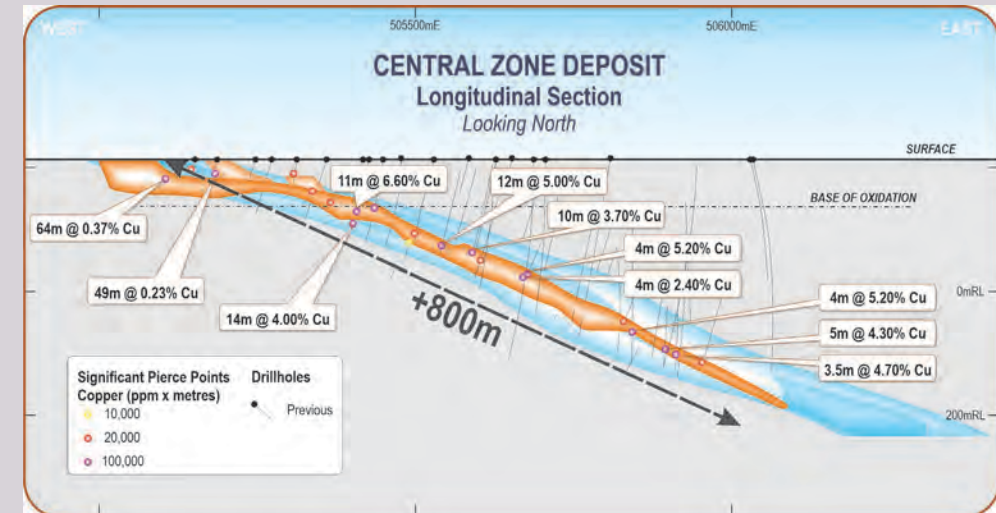 WEST
505500mE
506000mE
EAST
CENTRAL ZONE DEPOSIT
Longitudinal Section
Looking North
SURFACE
11m @ 6.60% Cu
12m @ 5.00% Cu
BASE OF OXIDATION
10m @ 3.70% Cu
64m @ 0.37% Cu
4m @ 5.20% Cu
49m @ 0.23% Cu
4m @ 2.40% Cu
0mRL
14m @ 4.00% Cu
+800m
4m @ 5.20% Cu
5m @ 4.30% Cu
3.5m @ 4.70% Cu
Significant Pierce Points
Copper (ppm x metres)
10,000
20,000
100,000
Drillholes
Previous
200mRL